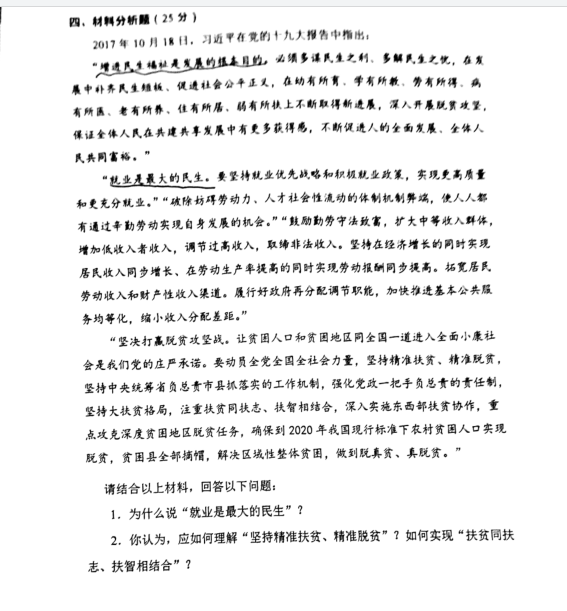 四、材料分析题（25 分）
2017 年 10 月 18 日，习近平在党的十九大报告中指出：
“增进民生福祉是发展的根本目的，必须多谋民生之利、多解民生之忧，在发
展中补齐民生短板、促进社会公平正义，在幼有所育、学有所教、劳有所得、病
有所医、老有所养、住有所居、弱有所扶上不断取得新进展，深入开展脱贫攻坚，
保证全体人民在共建共享发展中有更多获得感，不断促进人的全面发展、全体人
民共同富裕。”
“就业是最大的民生。要坚持就业优先战略和积极就业政策，实现更高质量
和更充分就业。”“破除妨碍劳动力、人才社会性流动的体制机制弊端，使人人都
有通过辛勤劳动实现自身发展的机会。”“鼓励勤劳守法致富，扩大中等收入群体，
增加低收入者收入，调节过高收入，取缔非法收入。坚持在经济增长的同时实现
居民收入同步增长、在劳动生产率提高的同时实现劳动报酬同步提高。拓宽居民
劳动收入和财产性收入渠道。履行好政府再分配调节职能，加快推进基本公共服
务均等化，缩小收入分配差距。”
“坚决打赢脱贫攻坚战。让贫困人口和贫困地区同全国一道进入全面小康社
会是我们党的庄严承诺。要动员全党全国全社会力量，坚持精准扶贫、精准脱贫，
坚持中央统筹省负总责市县抓落实的工作机制，强化党政一把手负总责的责任制，
坚持大扶贫格局，注重扶贫同扶志、扶智相结合，深入实施东西部扶贫协作，重
点攻克深度贫困地区脱贫任务，确保到 2020 年我国现行标准下农村贫困人口实现
脱贫，贫困县全部摘帽，解决区域性整体贫困，做到脱真贫、真脱贫。”
请结合以上材料，回答以下问题：
1．为什么说“就业是最大的民生”？
2．你认为，应如何理解“坚持精准扶贫、精准脱贫”？如何实现“扶贫同扶
志、扶智相结合”？